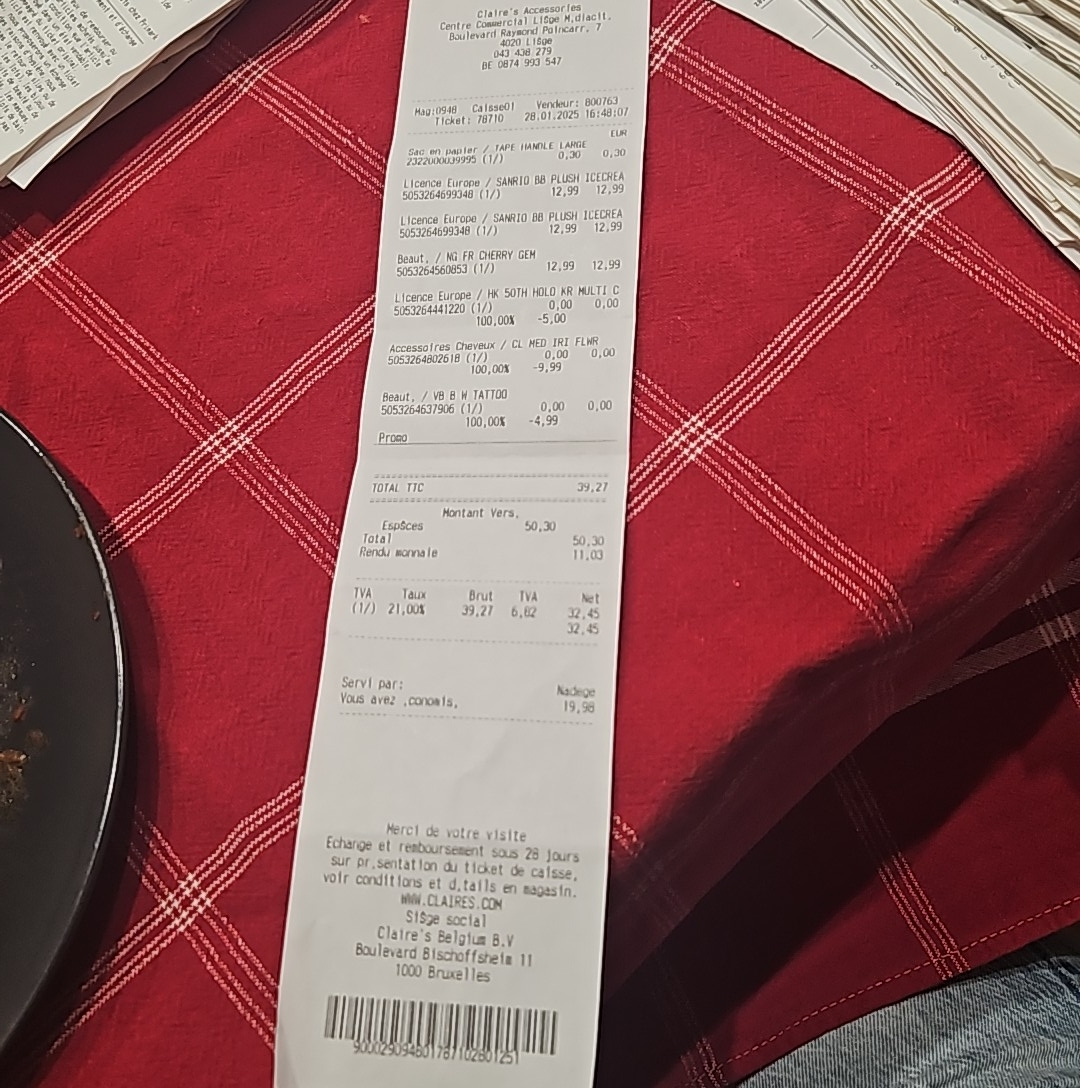 Claire's Accessories
Centre Commercial Li$ge M,diacit,
Boulevard Raymond Poincarr, 7
4020 Li$ge
043 438 279
BE 0874 993 547
Mag:0948 Caisse01 Vendeur: 800763
Ticket: 78710 28.01.2025 16:48:07
EUR
Sac en papier / TAPE HANDLE LARGE
2322000039995 (1/) 0,30 0,30
Licence Europe / SANRIO BB PLUSH ICECREA
5053264699348 (1/) 12,99 12,99
Licence Europe / SANRIO BB PLUSH ICECREA
5053264699348 (1/) 12,99 12,99
Beaut, / NG FR CHERRY GEM
5053264560853 (1/) 12,99 12,99
Licence Europe / HK 50TH HOLO KR MULTI C
5053264441220 (1/) 0,00 0,00
100,00% -5,00
Accessoires Cheveux / CL MED IRI FLWR
5053264802618 (1/) 0,00 0,00
100,00% -9,99
Beaut, / VB B W TATTOO
5053264637906 (1/) 0,00 0,00
100,00% -4,99
Promo
TOTAL TTC 39,27
Montant Vers,
Esp$ces 50,30
Total 50,30
Rendu monnaie 11,03
TVA Taux Brut TVA Net
(1/) 21,00% 39,27 6,82 32,45
32,45
Servi par: Nadege
Vous avez ,conomis, 19,98
Merci de votre visite
Echange et remboursement sous 28 jours
sur pr,sentation du ticket de caisse,
voir conditions et d,tails en magasin.
WWW.CLAIRES.COM
Si$ge social
Claire's Belgium B.V
Boulevard Bischoffsheim 11
1000 Bruxelles
900029094801787102801251